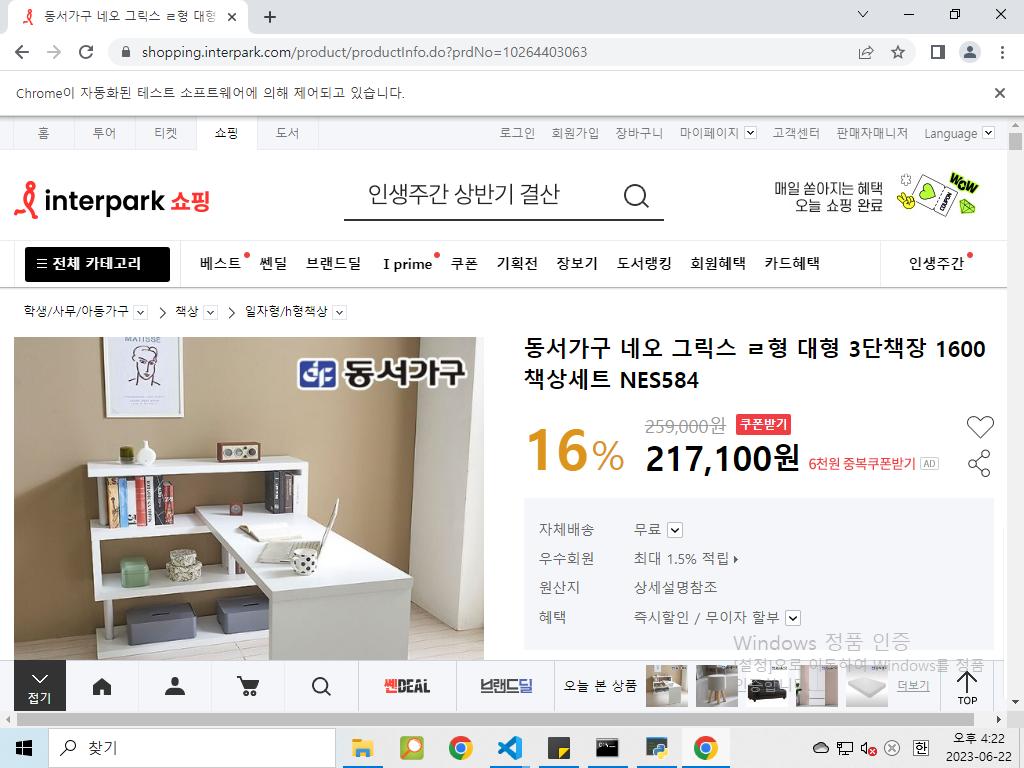 동서가구 네오 그릭스 ㄹ형 대형
shopping.interpark.com/product/productInfo.do?prdNo=10264403063
Chrome이 자동화된 테스트 소프트웨어에 의해 제어되고 있습니다.
홈 투어 티켓 쇼핑 도서 로그인 회원가입 장바구니 마이페이지 고객센터 판매자매니저 Language
interpark 쇼핑
인생주간 상반기 결산
매일 쏟아지는 혜택
오늘 쇼핑 완료
WOW
COUPON
전체 카테고리 베스트 쎈딜 브랜드딜 I prime 쿠폰 기획전 장보기 도서랭킹 회원혜택 카드혜택 인생주간
학생/사무/아동가구 책상 일자형/h형책상
MATISSE
동서가구
동서가구 네오 그릭스 ㄹ형 대형 3단책장 1600
책상세트 NES584
16%
259,000원 쿠폰받기
217,100원 6천원 중복쿠폰받기 AD
자체배송 무료
우수회원 최대 1.5% 적립
원산지 상세설명참조
혜택 즉시할인 / 무이자 할부
Windows 정품 인증
[설정]으로 이동하여 Windows를 정품
인증합니
접기
쎈DEAL 브랜드딜 오늘 본 상품 더보기 TOP
찾기
한
오후 4:22
2023-06-22